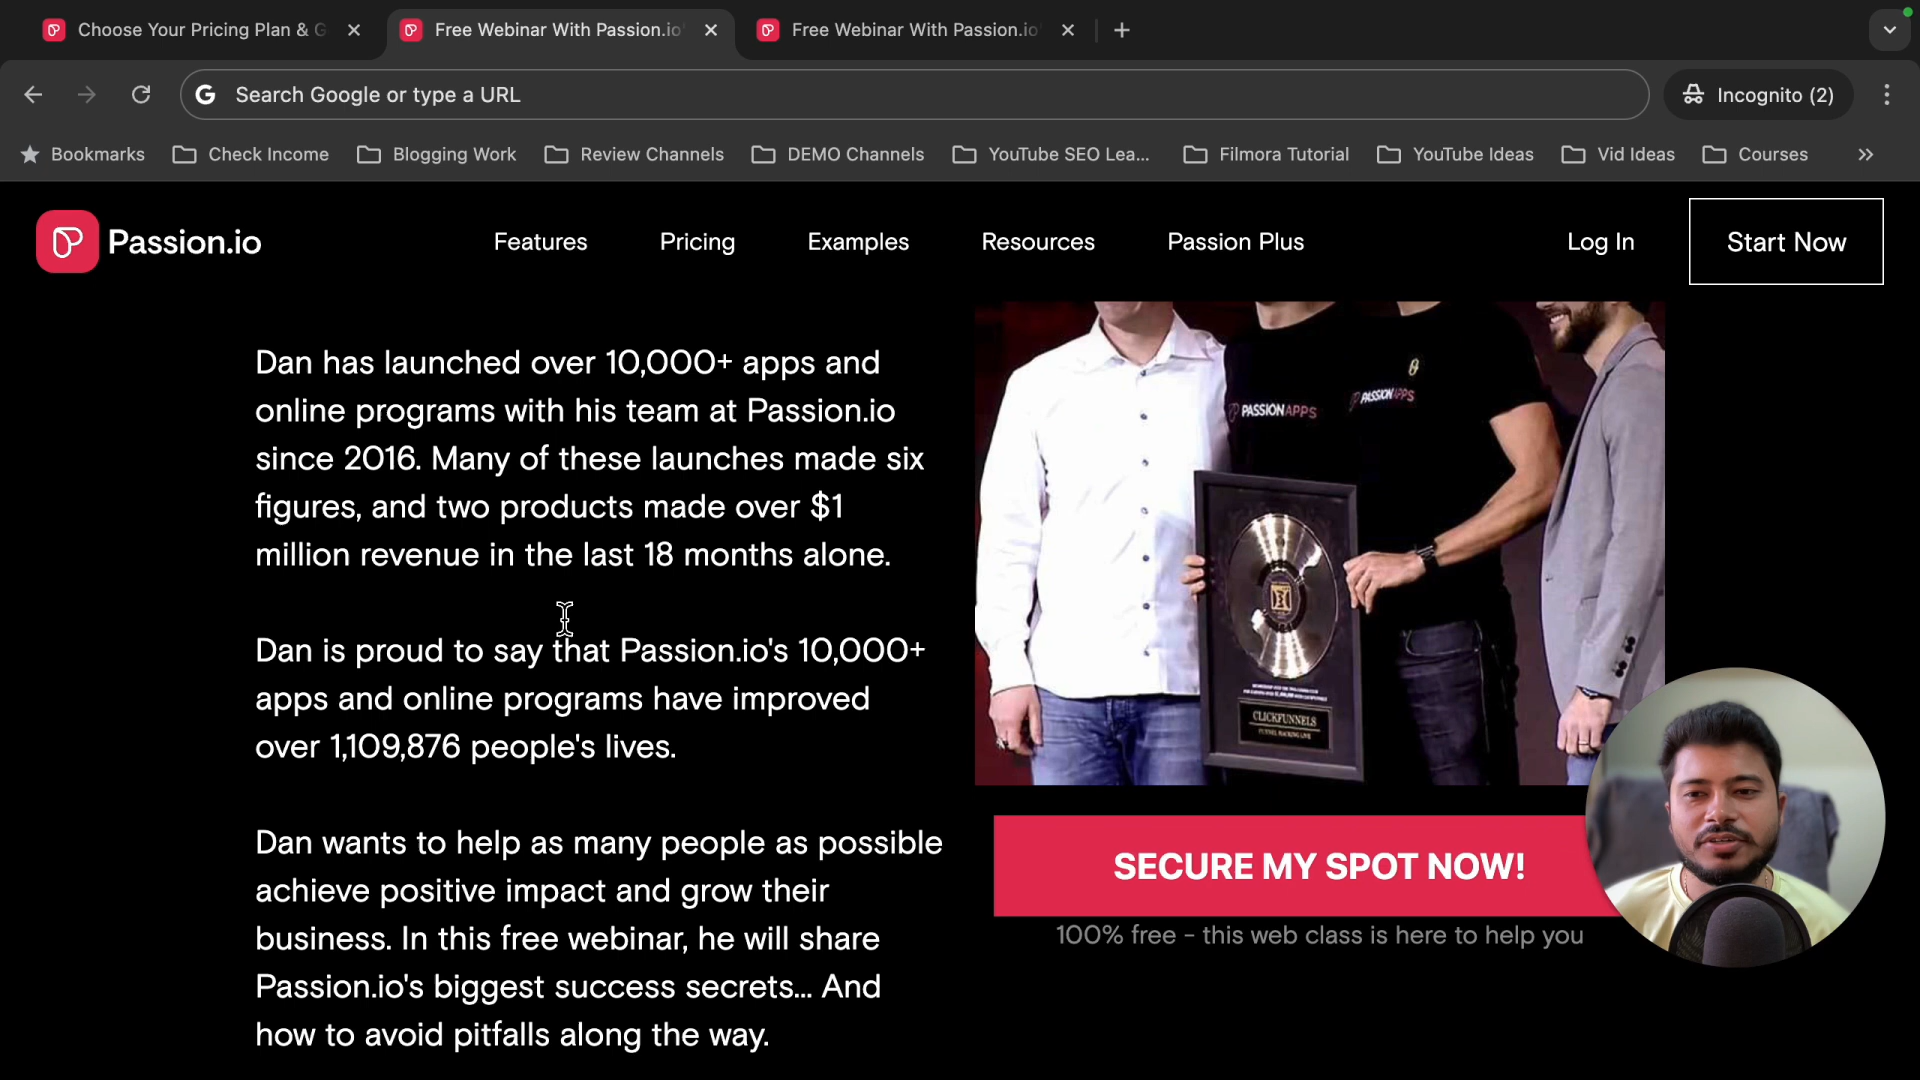 Choose Your Pricing Plan & G
Free Webinar With Passion.io'
Free Webinar With Passion.io'
Search Google or type a URL
Incognito (2)
Bookmarks
Check Income
Blogging Work
Review Channels
DEMO Channels
YouTube SEO Lea...
Filmora Tutorial
YouTube Ideas
Vid Ideas
Courses
Passion.io
Features
Pricing
Examples
Resources
Passion Plus
Log In
Start Now
Dan has launched over 10,000+ apps and
online programs with his team at Passion.io
since 2016. Many of these launches made six
figures, and two products made over $1
million revenue in the last 18 months alone.
Dan is proud to say that Passion.io's 10,000+
apps and online programs have improved
over 1,109,876 people's lives.
Dan wants to help as many people as possible
achieve positive impact and grow their
business. In this free webinar, he will share
Passion.io's biggest success secrets... And
how to avoid pitfalls along the way.
PASSIONAPPS
PASSIONAPPS
CLICKFUNNELS
FUNNEL HACKING LIVE
SECURE MY SPOT NOW!
100% free - this web class is here to help you